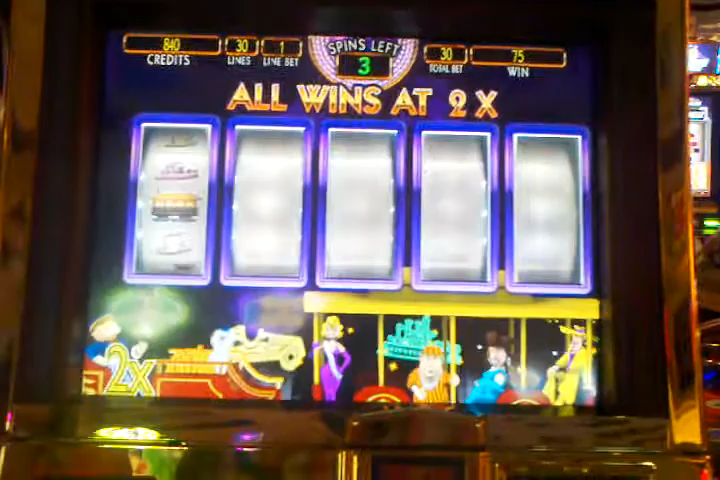 840
CREDITS
30
LINES
1
LINE BET
SPINS LEFT
3
30
TOTAL BET
75
WIN
ALL WINS AT 2X
2X